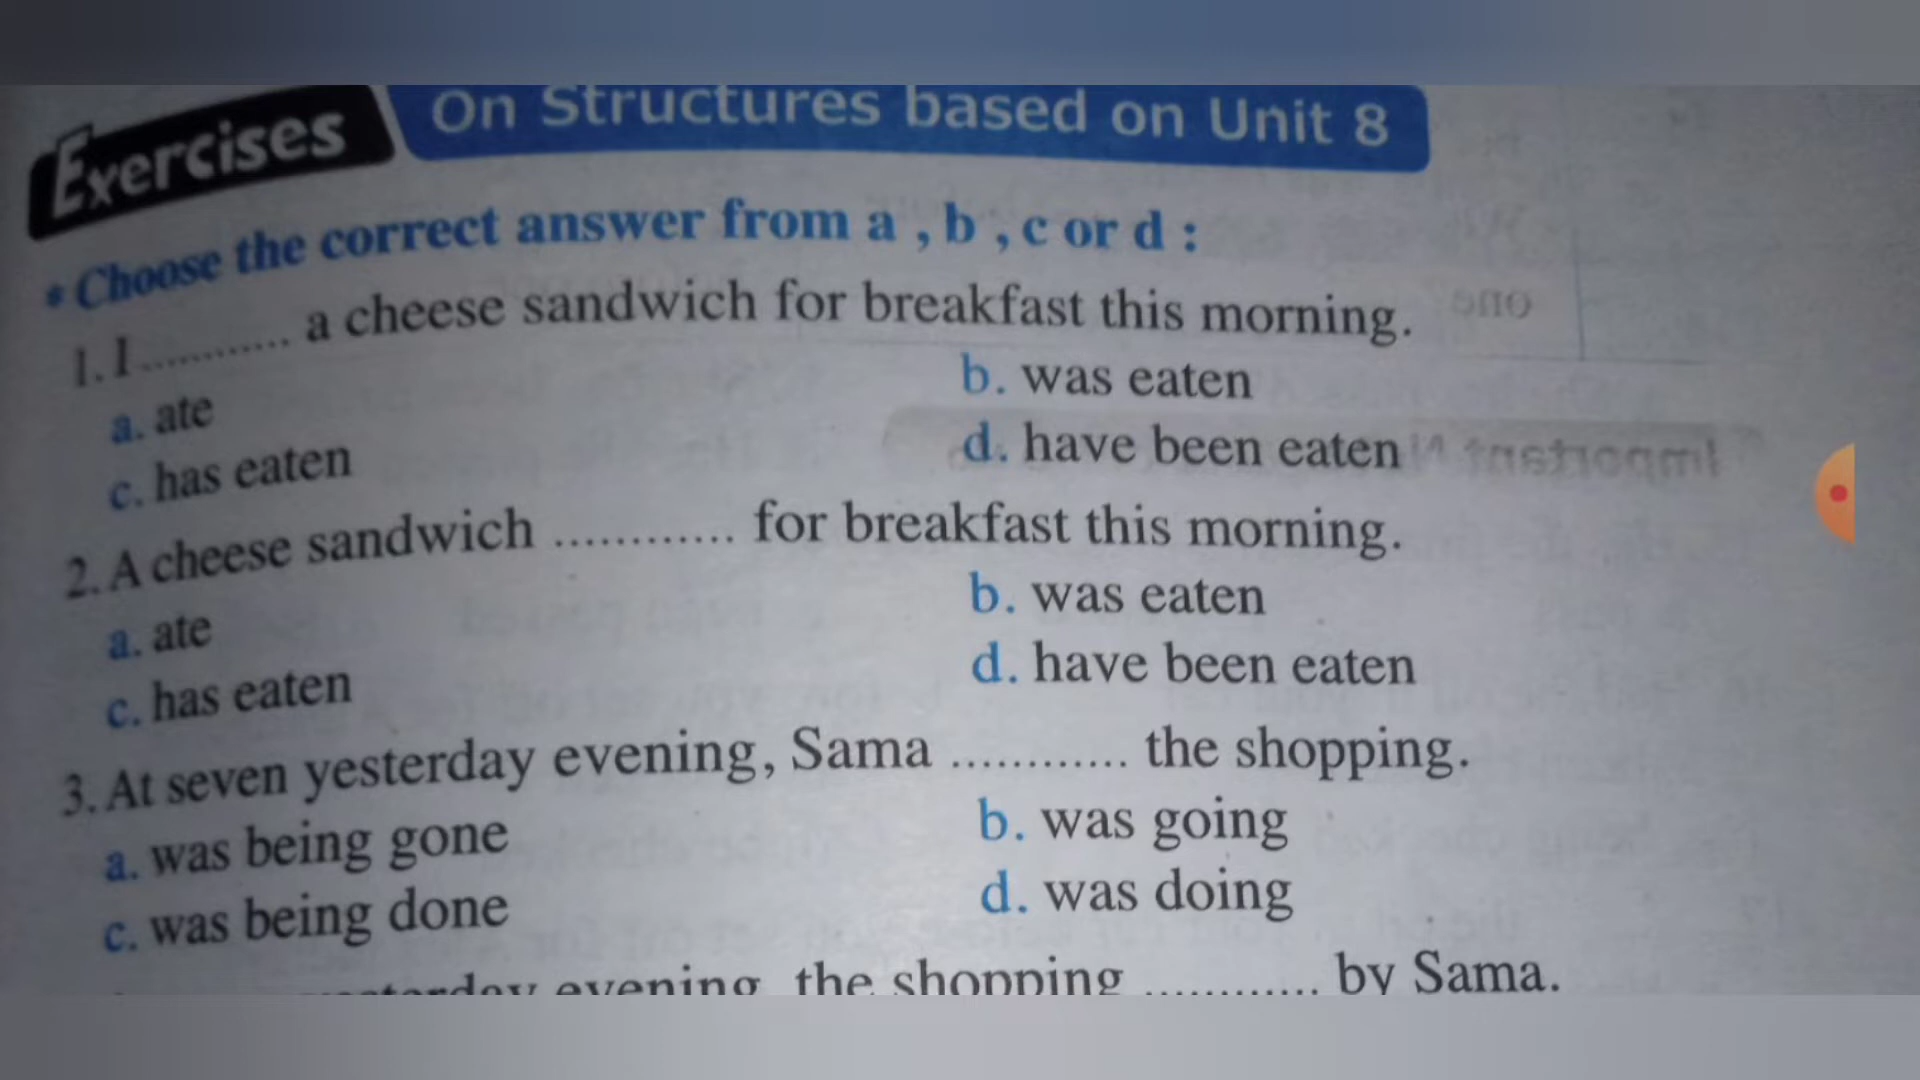 Exercises On Structures based on Unit 8
* Choose the correct answer from a , b , c or d :
1. I ............ a cheese sandwich for breakfast this morning.
a. ate b. was eaten
c. has eaten d. have been eaten
2. A cheese sandwich ............ for breakfast this morning.
a. ate b. was eaten
c. has eaten d. have been eaten
3. At seven yesterday evening, Sama ............ the shopping.
a. was being gone b. was going
c. was being done d. was doing
yesterday evening, the shopping ............ by Sama.